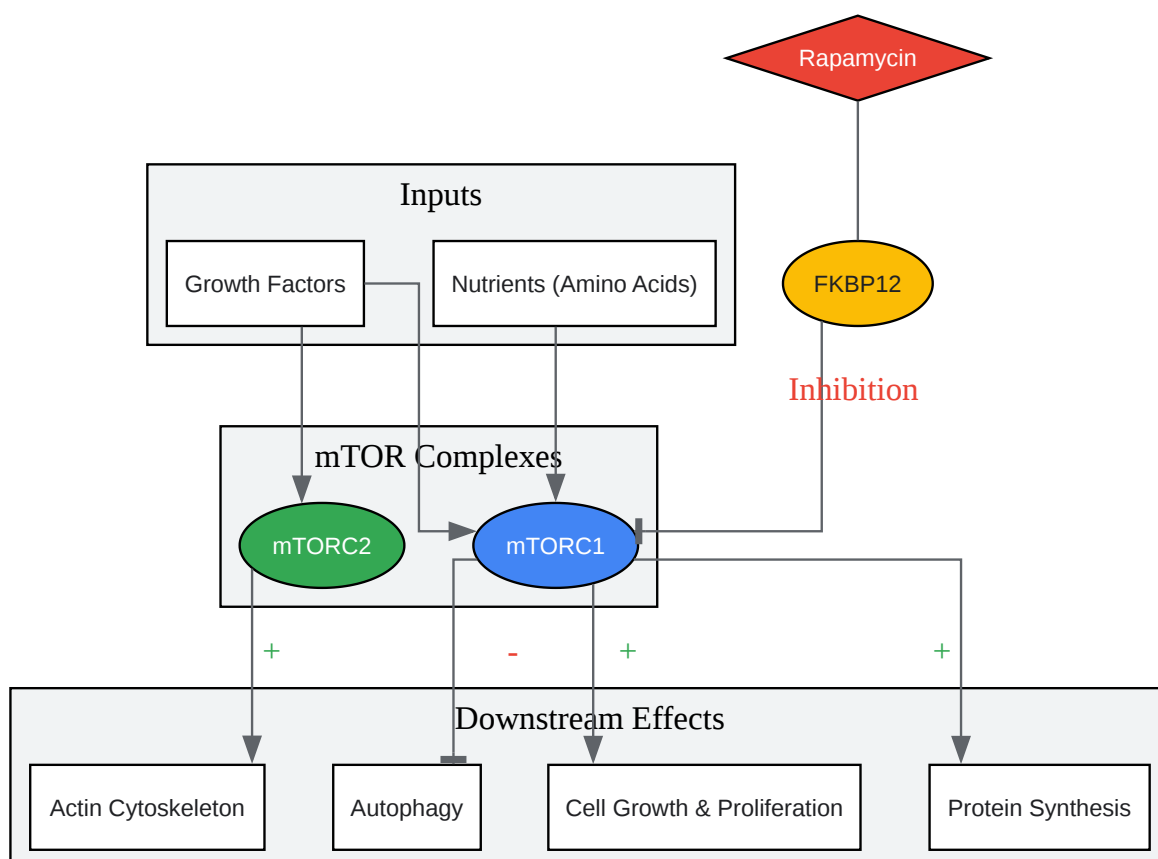 Rapamycin
Inputs
Growth Factors
Nutrients (Amino Acids)
FKBP12
Inhibition
mTOR Complexes
mTORC2
mTORC1
+
-
+
+
Downstream Effects
Actin Cytoskeleton
Autophagy
Cell Growth & Proliferation
Protein Synthesis